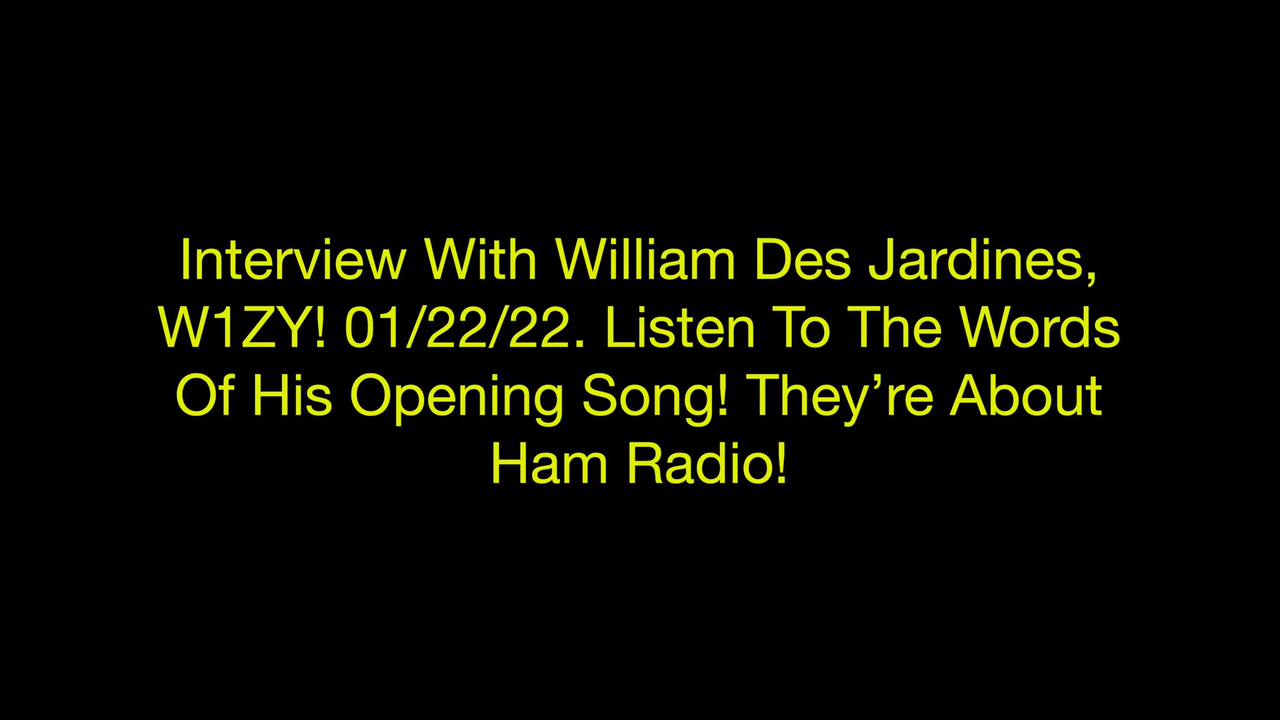 Interview With William Des Jardines,
W1ZY! 01/22/22. Listen To The Words
Of His Opening Song! They’re About
Ham Radio!